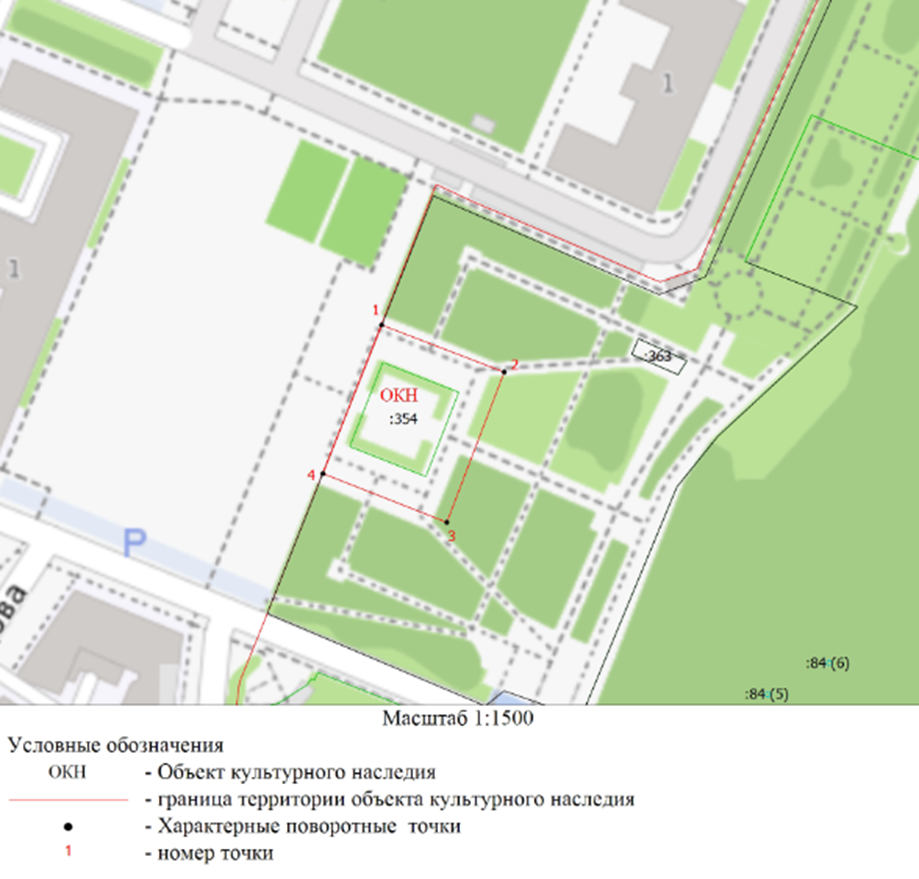 1
1
1
2
:363
ОКН
:354
4
3
P
ова
:84(6)
:84(5)
Масштаб 1:1500
Условные обозначения
ОКН - Объект культурного наследия
- граница территории объекта культурного наследия
- Характерные поворотные точки
1 - номер точки